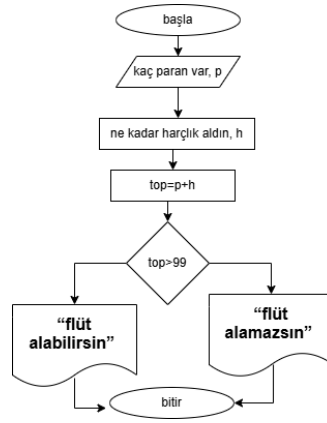 başla
kaç paran var, p
ne kadar harçlık aldın, h
top=p+h
top>99
“flüt
alabilirsin”
“flüt
alamazsın”
bitir